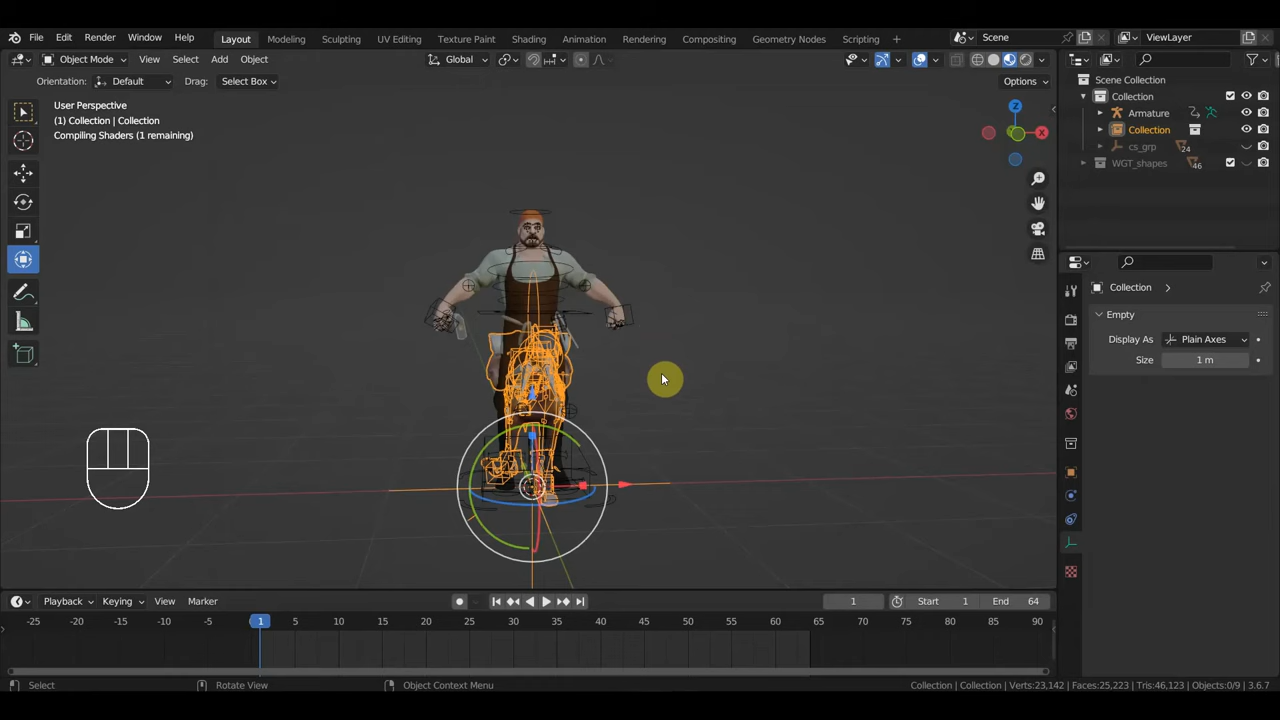 File Edit Render Window Help Layout Modeling Sculpting UV Editing Texture Paint Shading Animation Rendering Compositing Geometry Nodes Scripting + Scene ViewLayer
Object Mode View Select Add Object Global
Orientation: Default Drag: Select Box Options
User Perspective
(1) Collection | Collection
Compiling Shaders (1 remaining)
Z
X
Scene Collection
Collection
Armature
Collection
cs_grp 24
WGT_shapes 46
Collection
Empty
Display As Plain Axes
Size 1 m
Playback Keying View Marker 1 Start 1 End 64
-25 -20 -15 -10 -5 1 5 10 15 20 25 30 35 40 45 50 55 60 65 70 75 80 85 90
Select Rotate View Object Context Menu Collection | Collection | Verts:23,142 | Faces:25,223 | Tris:46,123 | Objects:0/9 | 3.6.7